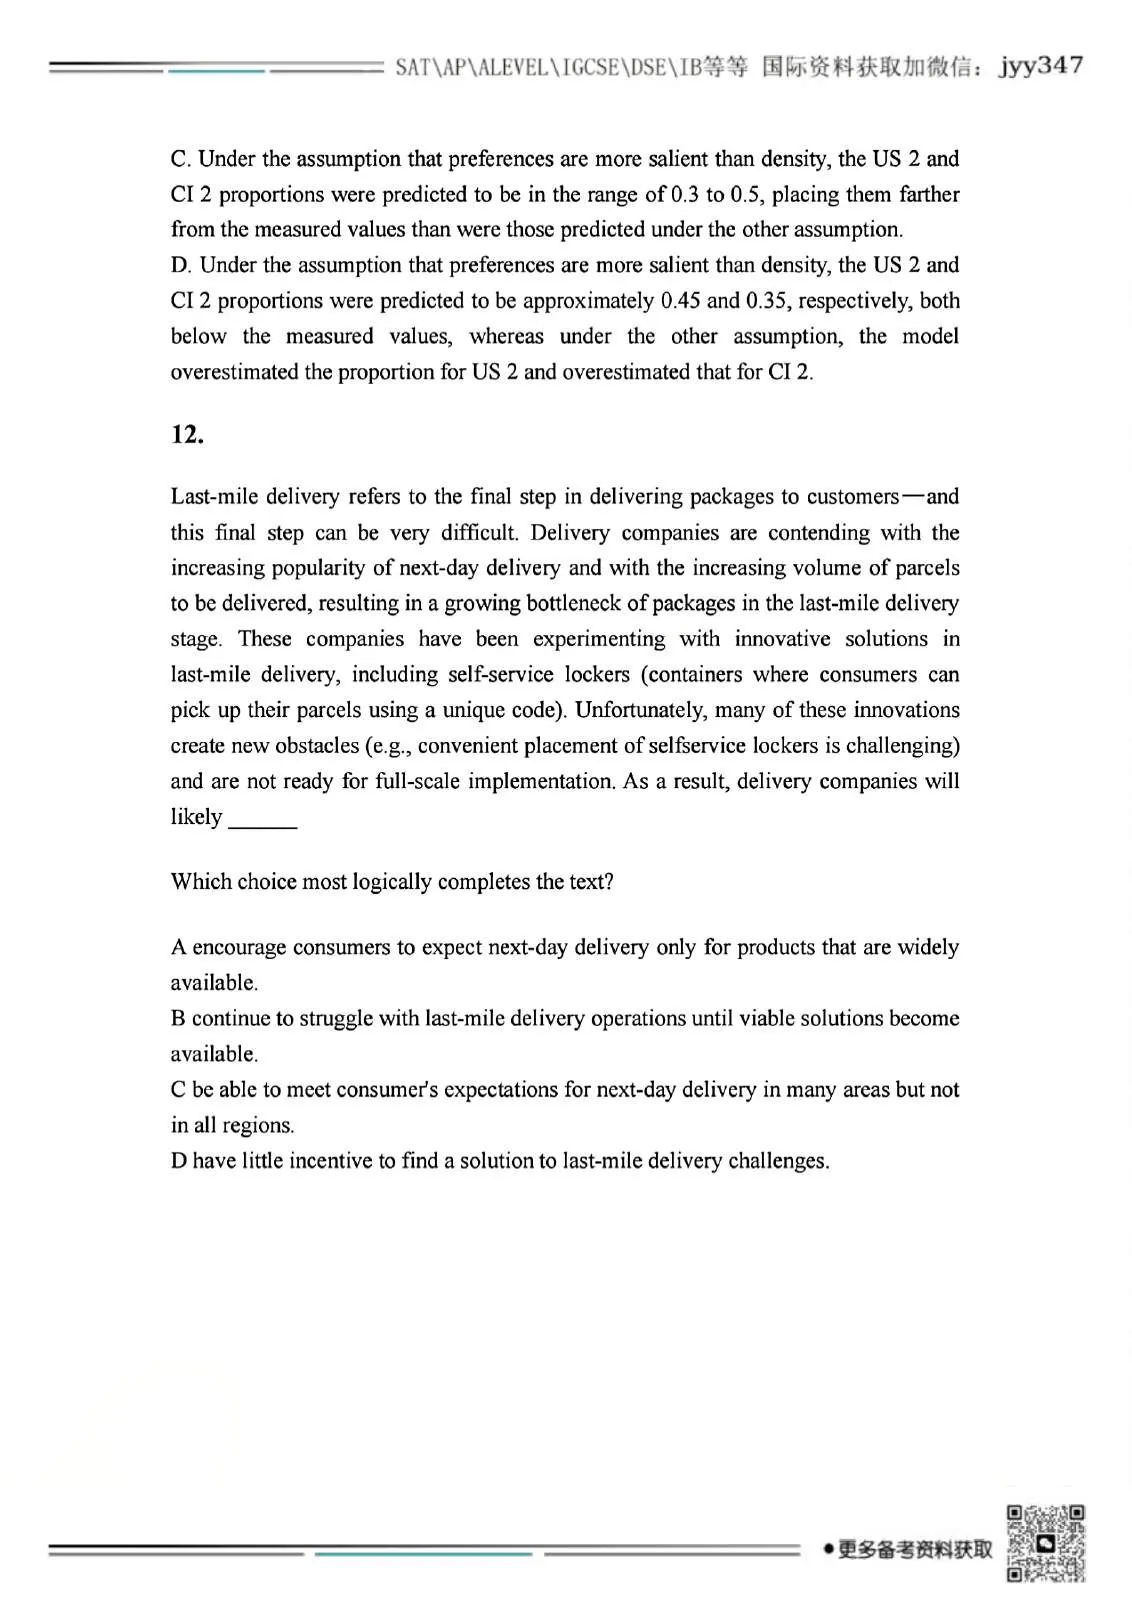 SAT\AP\ALEVEL\IGCSE\DSE\IB等等 国际资料获取加微信：jyy347
C. Under the assumption that preferences are more salient than density, the US 2 and
CI 2 proportions were predicted to be in the range of 0.3 to 0.5, placing them farther
from the measured values than were those predicted under the other assumption.
D. Under the assumption that preferences are more salient than density, the US 2 and
CI 2 proportions were predicted to be approximately 0.45 and 0.35, respectively, both
below the measured values, whereas under the other assumption, the model
overestimated the proportion for US 2 and overestimated that for CI 2.
12.
Last-mile delivery refers to the final step in delivering packages to customers—and
this final step can be very difficult. Delivery companies are contending with the
increasing popularity of next-day delivery and with the increasing volume of parcels
to be delivered, resulting in a growing bottleneck of packages in the last-mile delivery
stage. These companies have been experimenting with innovative solutions in
last-mile delivery, including self-service lockers (containers where consumers can
pick up their parcels using a unique code). Unfortunately, many of these innovations
create new obstacles (e.g., convenient placement of selfservice lockers is challenging)
and are not ready for full-scale implementation. As a result, delivery companies will
likely ______
Which choice most logically completes the text?
A encourage consumers to expect next-day delivery only for products that are widely
available.
B continue to struggle with last-mile delivery operations until viable solutions become
available.
C be able to meet consumer's expectations for next-day delivery in many areas but not
in all regions.
D have little incentive to find a solution to last-mile delivery challenges.
●更多备考资料获取